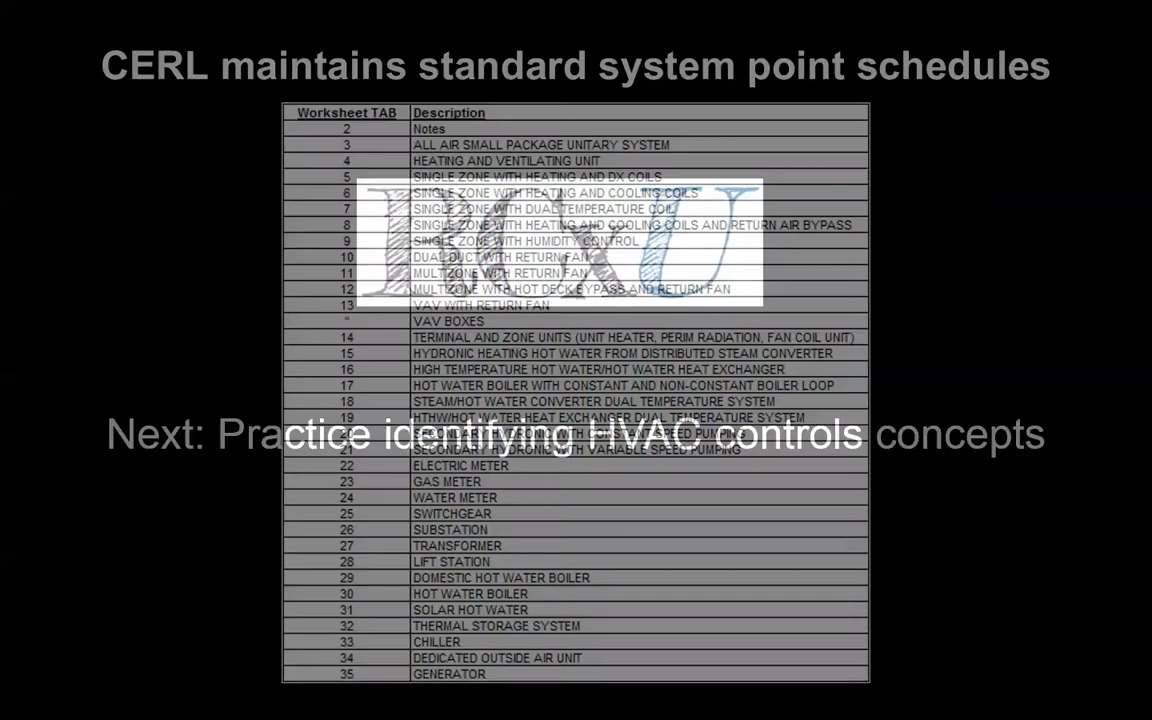 CERL maintains standard system point schedules
Worksheet TAB Description
2 Notes
3 ALL AIR SMALL PACKAGE UNITARY SYSTEM
4 HEATING AND VENTILATING UNIT
5 SINGLE ZONE WITH HEATING AND DX COILS
6 SINGLE ZONE WITH HEATING AND COOLING COILS
7 SINGLE ZONE WITH DUAL TEMPERATURE COIL
8 SINGLE ZONE WITH HEATING AND COOLING COILS AND RETURN AIR BYPASS
9 SINGLE ZONE WITH HUMIDITY CONTROL
10 DUAL DUCT WITH RETURN FAN
11 MULTIZONE WITH RETURN FAN
12 MULTIZONE WITH HOT DECK BYPASS AND RETURN FAN
RCxU
13 VAV WITH RETURN FAN
" VAV BOXES
14 TERMINAL AND ZONE UNITS (UNIT HEATER, PERIM RADIATION, FAN COIL UNIT)
15 HYDRONIC HEATING HOT WATER FROM DISTRIBUTED STEAM CONVERTER
16 HIGH TEMPERATURE HOT WATER/HOT WATER HEAT EXCHANGER
17 HOT WATER BOILER WITH CONSTANT AND NON-CONSTANT BOILER LOOP
18 STEAM/HOT WATER CONVERTER DUAL TEMPERATURE SYSTEM
19 HTHW/HOT WATER HEAT EXCHANGER DUAL TEMPERATURE SYSTEM
20 SECONDARY HYDRONIC WITH CONSTANT SPEED PUMPING
Next: Practice identifying HVAC controls concepts
21 SECONDARY HYDRONIC WITH VARIABLE SPEED PUMPING
22 ELECTRIC METER
23 GAS METER
24 WATER METER
25 SWITCHGEAR
26 SUBSTATION
27 TRANSFORMER
28 LIFT STATION
29 DOMESTIC HOT WATER BOILER
30 HOT WATER BOILER
31 SOLAR HOT WATER
32 THERMAL STORAGE SYSTEM
33 CHILLER
34 DEDICATED OUTSIDE AIR UNIT
35 GENERATOR